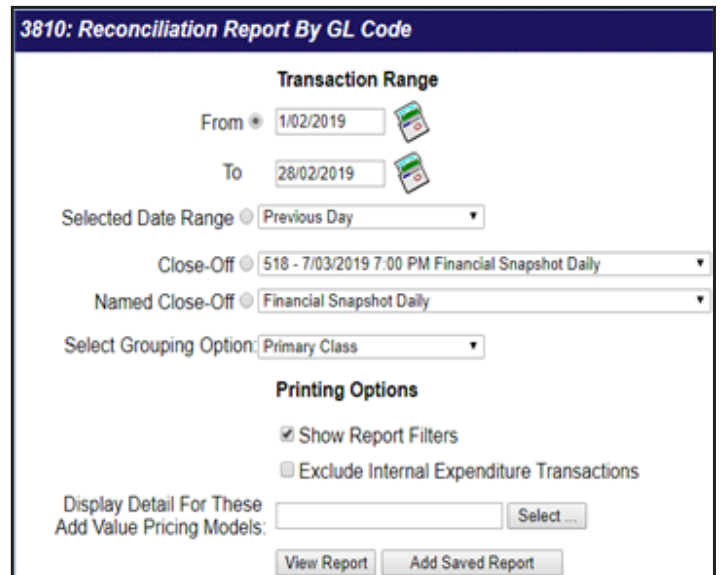 3810: Reconciliation Report By GL Code
Transaction Range
From 1/02/2019
To 28/02/2019
Selected Date Range Previous Day
Close-Off 518 - 7/03/2019 7:00 PM Financial Snapshot Daily
Named Close-Off Financial Snapshot Daily
Select Grouping Option: Primary Class
Printing Options
Show Report Filters
Exclude Internal Expenditure Transactions
Display Detail For These
Add Value Pricing Models: Select ...
View Report Add Saved Report